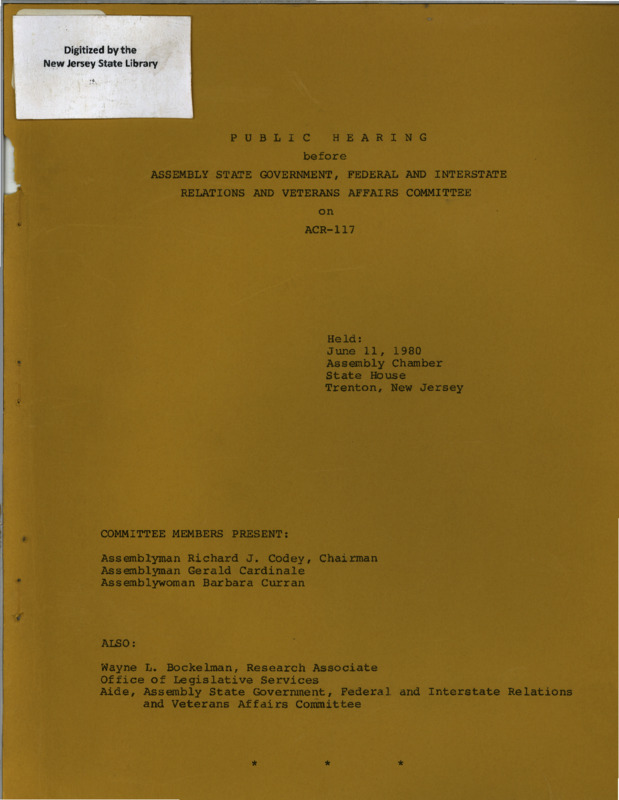 Digitized by the
New Jersey State Library
PUBLIC HEARING
before
ASSEMBLY STATE GOVERNMENT, FEDERAL AND INTERSTATE
RELATIONS AND VETERANS AFFAIRS COMMITTEE
on
ACR-117
Held:
June 11, 1980
Assembly Chamber
State House
Trenton, New Jersey
COMMITTEE MEMBERS PRESENT:
Assemblyman Richard J. Codey, Chairman
Assemblyman Gerald Cardinale
Assemblywoman Barbara Curran
ALSO:
Wayne L. Bockelman, Research Associate
Office of Legislative Services
Aide, Assembly State Government, Federal and Interstate Relations
and Veterans Affairs Committee
* * *